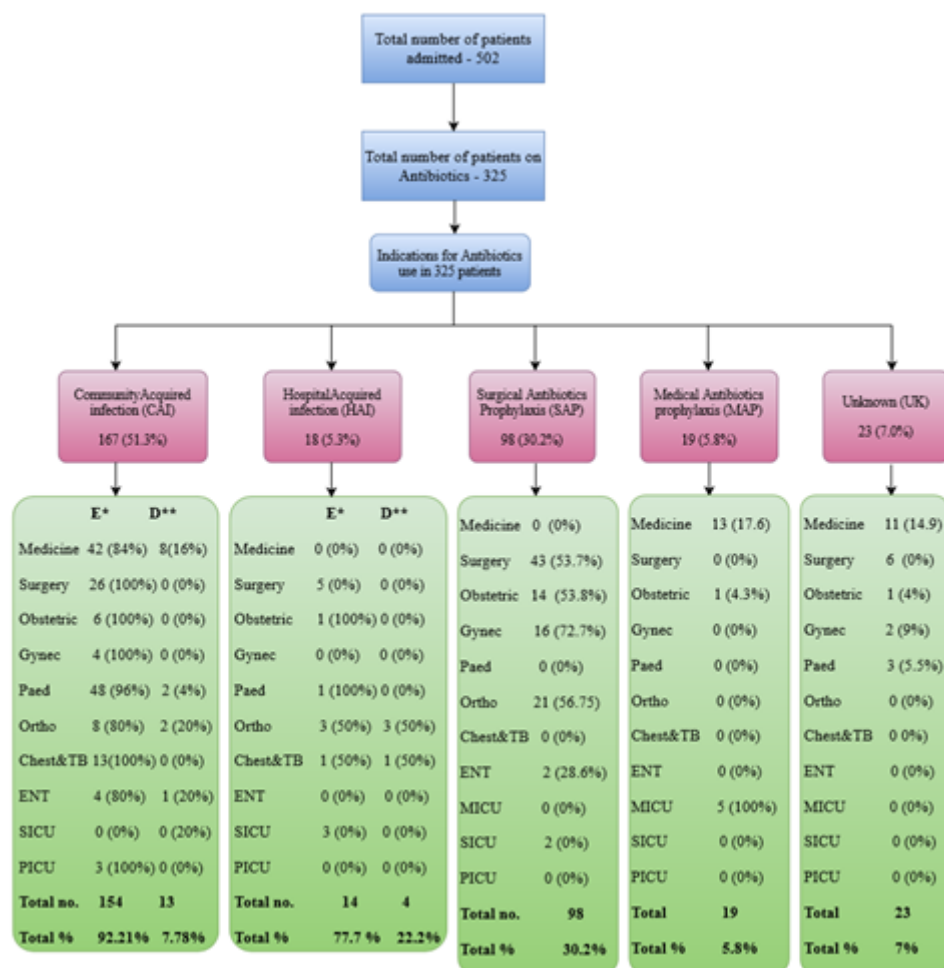 Total number of patients
admitted - 502
Total number of patients on
Antibiotics - 325
Indications for Antibiotics
use in 325 patients
CommunityAcquired
infection (CAI)
167 (51.3%)
HospitalAcquired
infection (HAI)
18 (5.3%)
Surgical Antibiotics
Prophylaxis (SAP)
98 (30.2%)
Medical Antibiotics
prophylaxis (MAP)
19 (5.8%)
Unknown (UK)
23 (7.0%)
E* D**
Medicine 42 (84%) 8(16%)
Surgery 26 (100%) 0 (0%)
Obstetric 6 (100%) 0 (0%)
Gynec 4 (100%) 0 (0%)
Paed 48 (96%) 2 (4%)
Ortho 8 (80%) 2 (20%)
Chest&TB 13(100%) 0 (0%)
ENT 4 (80%) 1 (20%)
SICU 0 (0%) 0 (20%)
PICU 3 (100%) 0 (0%)
Total no. 154 13
Total % 92.21% 7.78%
E* D**
Medicine 0 (0%) 0 (0%)
Surgery 5 (0%) 0 (0%)
Obstetric 1 (100%) 0 (0%)
Gynec 0 (0%) 0 (0%)
Paed 1 (100%) 0 (0%)
Ortho 3 (50%) 3 (50%)
Chest&TB 1 (50%) 1 (50%)
ENT 0 (0%) 0 (0%)
SICU 3 (0%) 0 (0%)
PICU 0 (0%) 0 (0%)
Total no. 14 4
Total % 77.7 % 22.2%
Medicine 0 (0%)
Surgery 43 (53.7%)
Obstetric 14 (53.8%)
Gynec 16 (72.7%)
Paed 0 (0%)
Ortho 21 (56.75)
Chest&TB 0 (0%)
ENT 2 (28.6%)
MICU 0 (0%)
SICU 2 (0%)
PICU 0 (0%)
Total no. 98
Total % 30.2%
Medicine 13 (17.6)
Surgery 0 (0%)
Obstetric 1 (4.3%)
Gynec 0 (0%)
Paed 0 (0%)
Ortho 0 (0%)
Chest&TB 0 (0%)
ENT 0 (0%)
MICU 5 (100%)
SICU 0 (0%)
PICU 0 (0%)
Total 19
Total % 5.8%
Medicine 11 (14.9)
Surgery 6 (0%)
Obstetric 1 (4%)
Gynec 2 (9%)
Paed 3 (5.5%)
Ortho 0 (0%)
Chest&TB 0 0%)
ENT 0 (0%)
MICU 0 (0%)
SICU 0 (0%)
PICU 0 (0%)
Total 23
Total % 7%